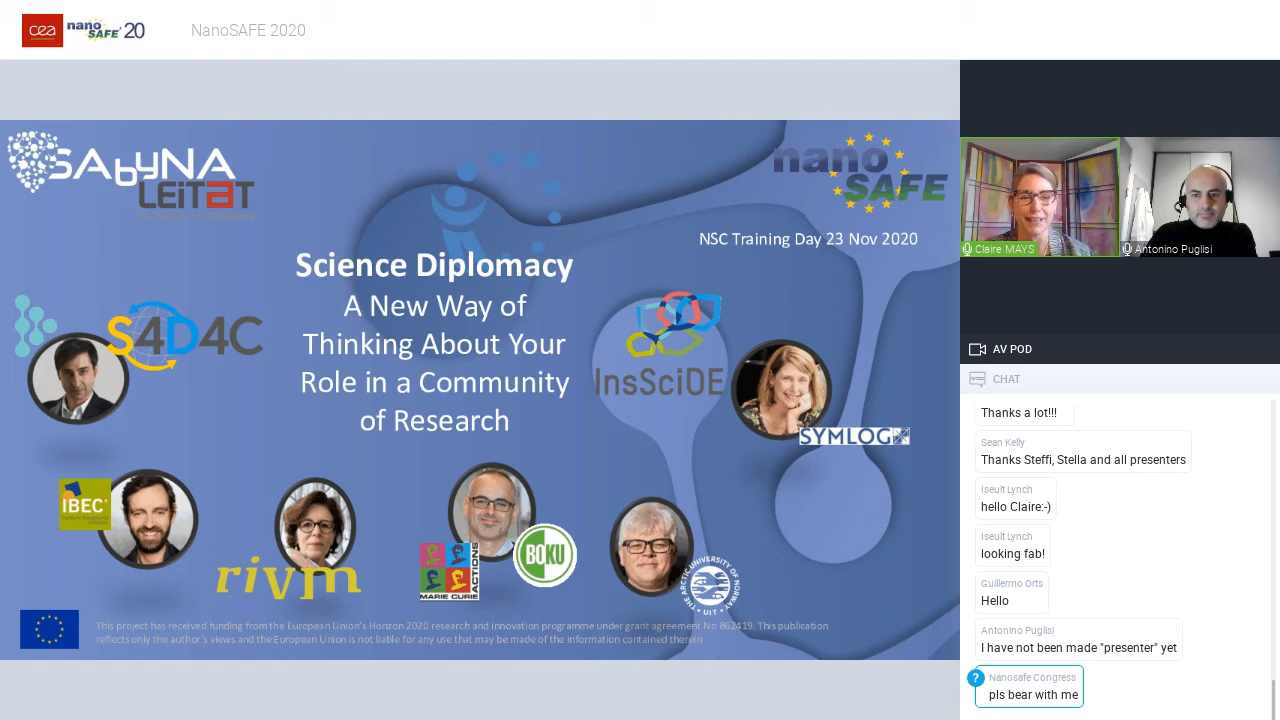 cea
nano SAFE' 20
NanoSAFE 2020
SAbyNA
LEITAT
nano
SAFE
NSC Training Day 23 Nov 2020
Science Diplomacy
A New Way of
Thinking About Your
Role in a Community
of Research
S4D4C
InsSciDE
SYMLOG
IBEC
rivm
MARIE CURIE
ACTIONS
BOKU
THE ARCTIC UNIVERSITY OF NORWAY
UIT
This project has received funding from the European Union's Horizon 2020 research and innovation programme under grant agreement No 862419. This publication
reflects only the author's views and the European Union is not liable for any use that may be made of the information contained therein
Claire MAYS
Antonino Puglisi
AV POD
CHAT
Thanks a lot!!!
Sean Kelly
Thanks Steffi, Stella and all presenters
Iseult Lynch
hello Claire:-)
Iseult Lynch
looking fab!
Guillermo Orts
Hello
Antonino Puglisi
I have not been made "presenter" yet
?
Nanosafe Congress
pls bear with me